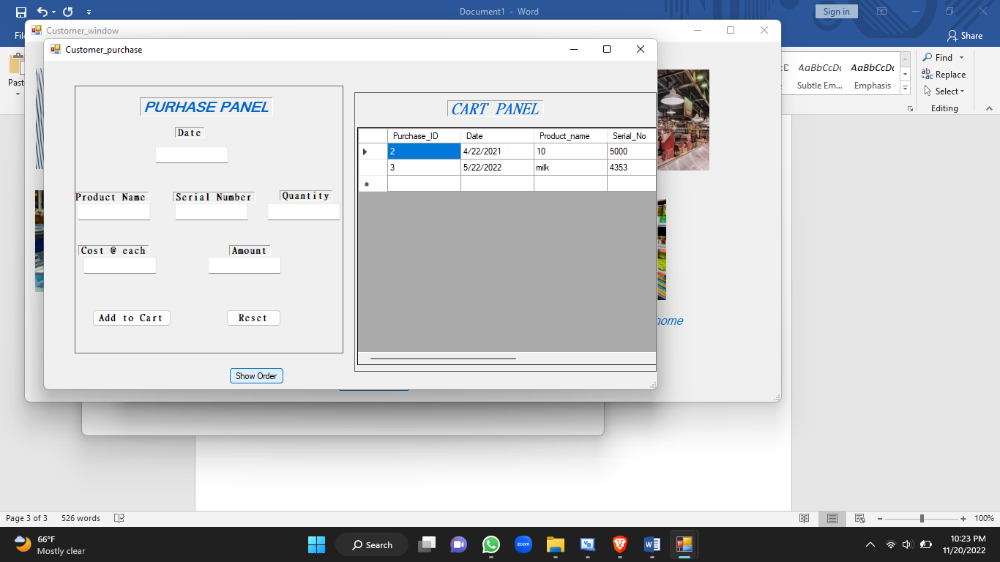 Document1 - Word
Sign in
Share
Customer_window
Customer_purchase
Past
PURHASE PANEL
Date
Product Name Serial Number Quantity
Cost @ each Amount
Add to Cart Reset
Show Order
CART PANEL
Purchase_ID Date Product_name Serial_No
2 4/22/2021 10 5000
3 5/22/2022 milk 4353
*
home
AaBbCcDc AaBbCcDc
Subtle Em... Emphasis
Find
Replace
Select
Editing
Page 3 of 3 526 words
100%
66°F
Mostly clear
Search
zoom
VB
W
10:23 PM
11/20/2022